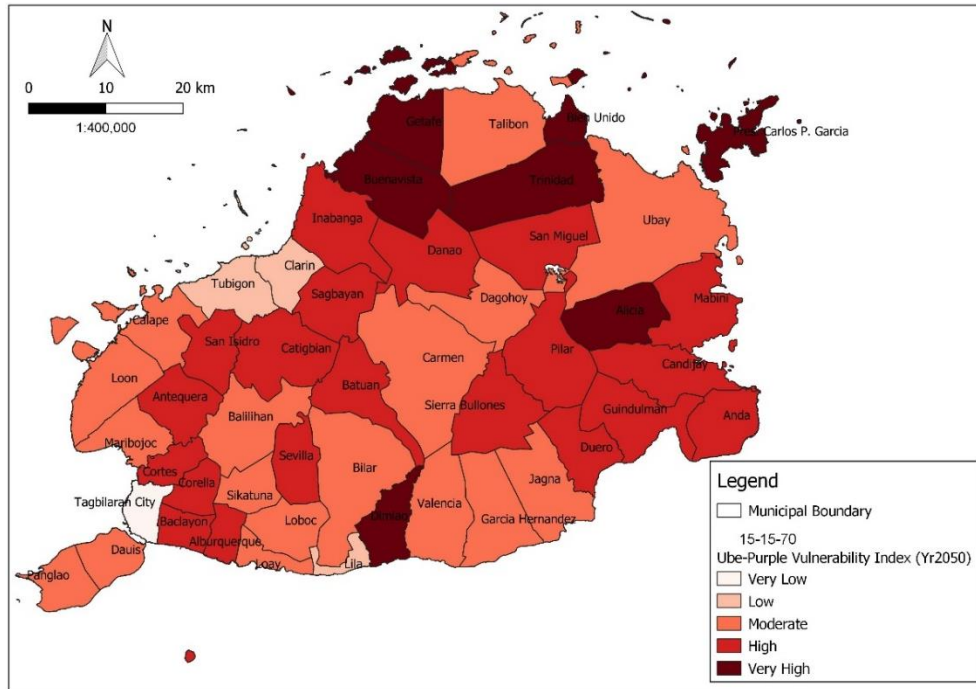 N
0 10 20 km
1:400,000
Getafe
Talibon
Bien Unido
Pres. Carlos P. Garcia
Buenavista
Trinidad
Inabanga
Danao
San Miguel
Ubay
Clarin
Tubigon
Sagbayan
Dagohoy
Alicia
Mabini
Calape
San Isidro
Catigbian
Carmen
Pilar
Candijay
Loon
Antequera
Batuan
Sierra Bullones
Guindulman
Anda
Balilihan
Maribojoc
Duero
Cortes
Corella
Sevilla
Bilar
Jagna
Tagbilaran City
Sikatuna
Valencia
Garcia Hernandez
Baclayon
Loboc
Dimiao
Alburquerque
Dauis
Loay
Lila
Panglao
Legend
Municipal Boundary
15-15-70
Ube-Purple Vulnerability Index (Yr2050)
Very Low
Low
Moderate
High
Very High